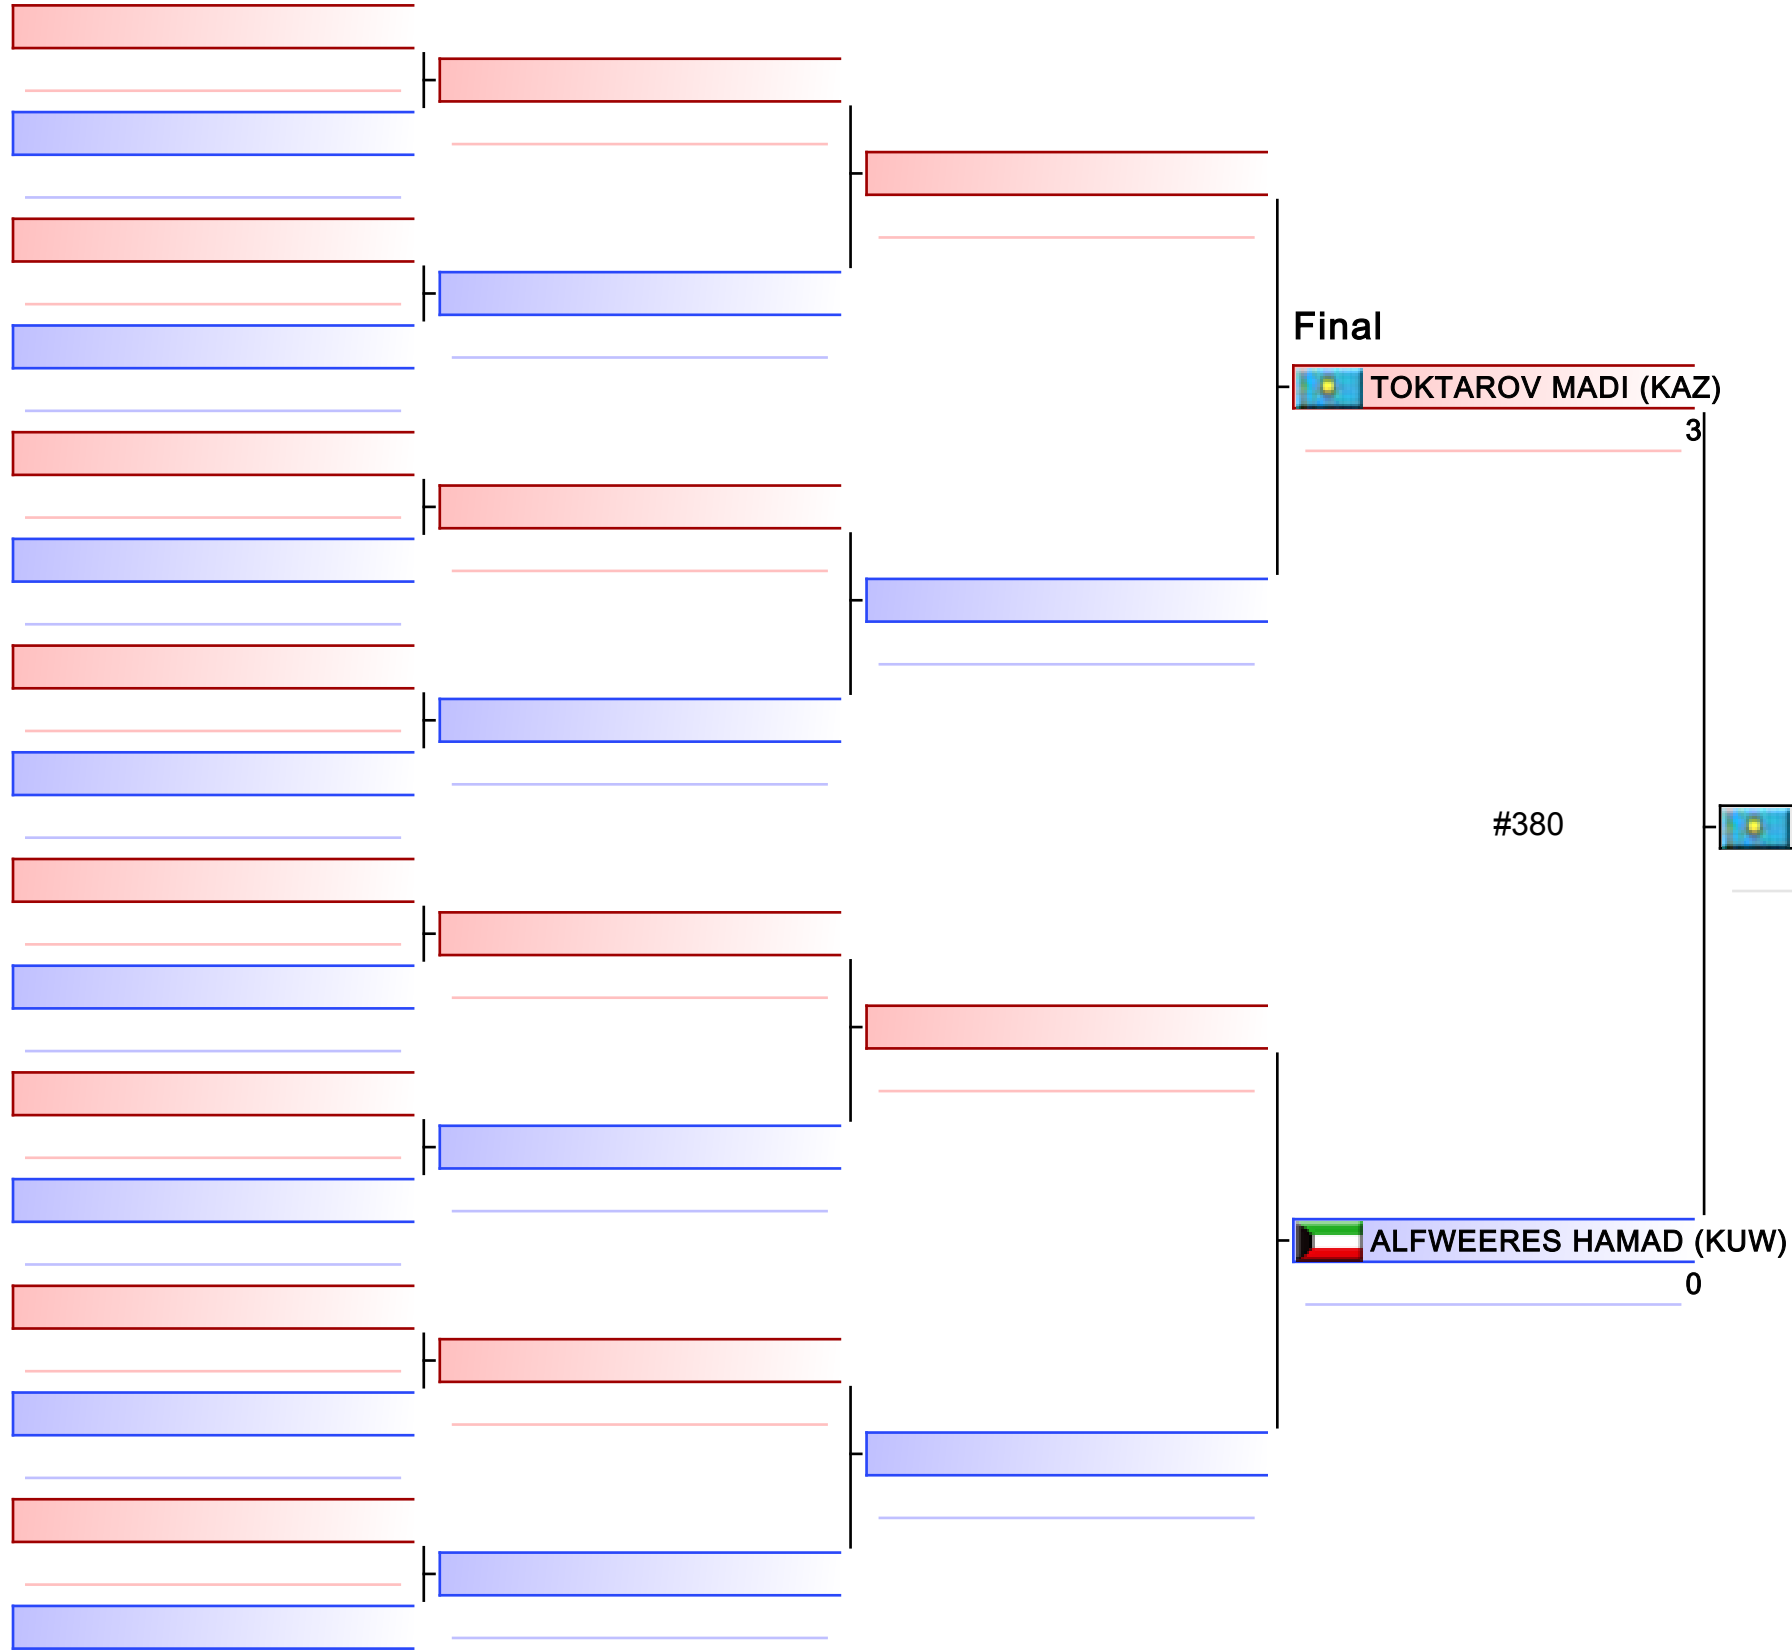 Final
TOKTAROV MADI (KAZ)
3
#380
ALFWEERES HAMAD (KUW)
0